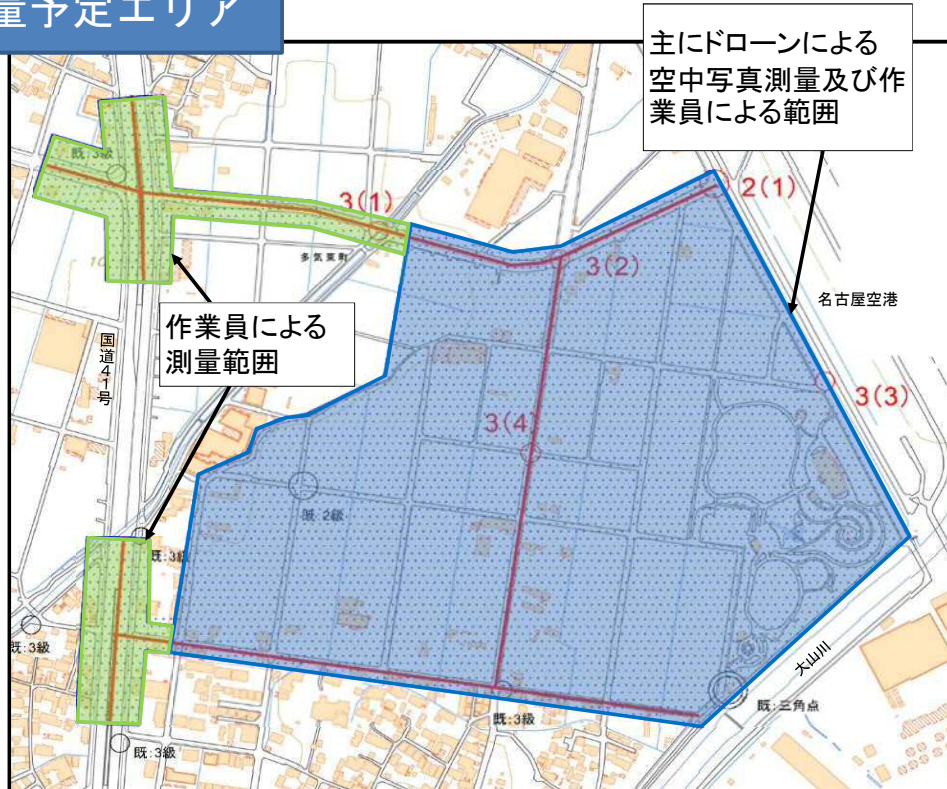 量予定エリア
主にドローンによる
空中写真測量及び作
業員による範囲
既:3級
3(1)
2(1)
多気東町
3(2)
名古屋空港
作業員による
測量範囲
国道41号
3(3)
3(4)
既:2級
既:3級
既:3級
大山川
既:三角点
既:3級
既:3級